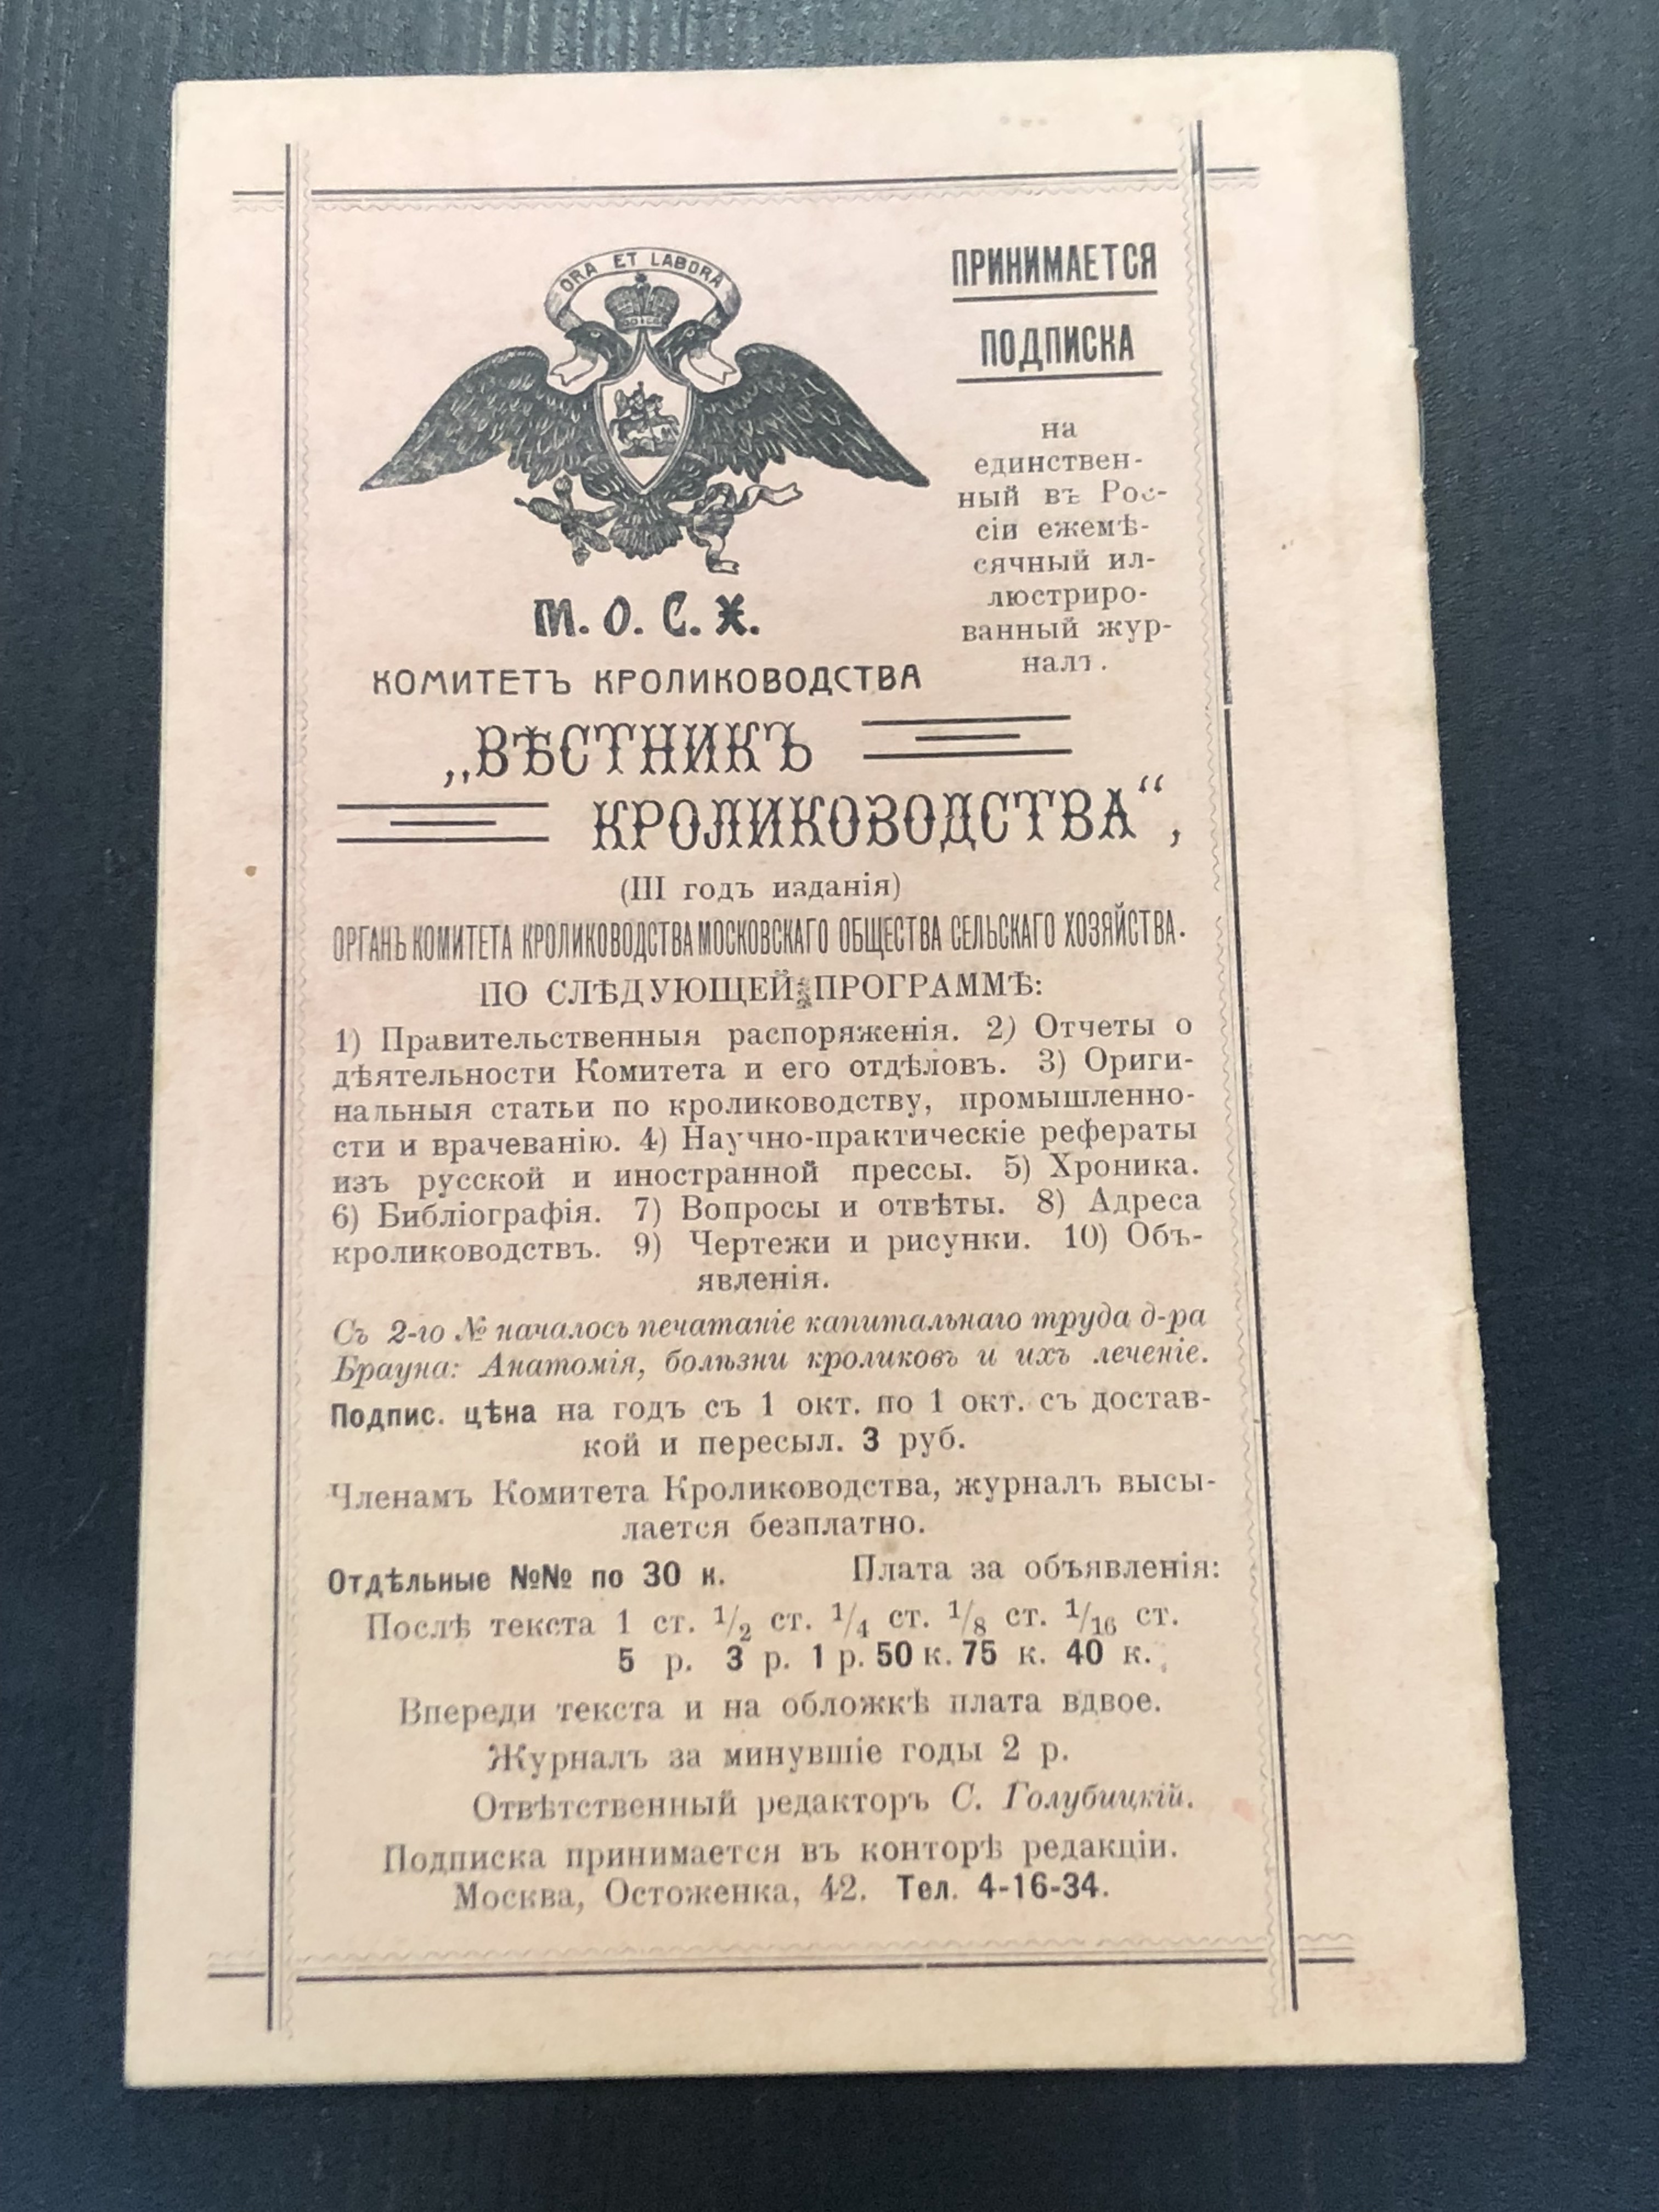 ORA ET LABORA
М. О. С. Х.
КОМИТЕТЪ КРОЛИКОВОДСТВА
ПРИНИМАЕТСЯ
ПОДПИСКА
на
единствен-
ный въ Рос-
сіи ежемѣ-
сячный ил-
люстриро-
ванный жур-
налъ.
„ВѢСТНИКЪ
КРОЛИКОВОДСТВА“,
(III годъ изданія)
ОРГАНЪ КОМИТЕТА КРОЛИКОВОДСТВА МОСКОВСКАГО ОБЩЕСТВА СЕЛЬСКАГО ХОЗЯЙСТВА.
ПО СЛѢДУЮЩЕЙ ПРОГРАММѢ:
1) Правительственныя распоряженія. 2) Отчеты о
дѣятельности Комитета и его отдѣловъ. 3) Ориги-
нальныя статьи по кролиководству, промышленно-
сти и врачеванію. 4) Научно-практическіе рефераты
изъ русской и иностранной прессы. 5) Хроника.
6) Библіографія. 7) Вопросы и отвѣты. 8) Адреса
кролиководствъ. 9) Чертежи и рисунки. 10) Объ-
явленія.
Съ 2-го № началось печатаніе капитальнаго труда д-ра
Брауна: Анатомія, болѣзни кроликовъ и ихъ леченіе.
Подпис. цѣна на годъ съ 1 окт. по 1 окт. съ достав-
кой и пересыл. 3 руб.
Членамъ Комитета Кролиководства, журналъ высы-
лается безплатно.
Отдѣльные №№ по 30 к. Плата за объявленія:
Послѣ текста 1 ст. 1/2 ст. 1/4 ст. 1/8 ст. 1/16 ст.
5 р. 3 р. 1 р. 50 к. 75 к. 40 к.
Впереди текста и на обложкѣ плата вдвое.
Журналъ за минувшіе годы 2 р.
Отвѣтственный редакторъ С. Голубицкій.
Подписка принимается въ конторѣ редакціи.
Москва, Остоженка, 42. Тел. 4-16-34.